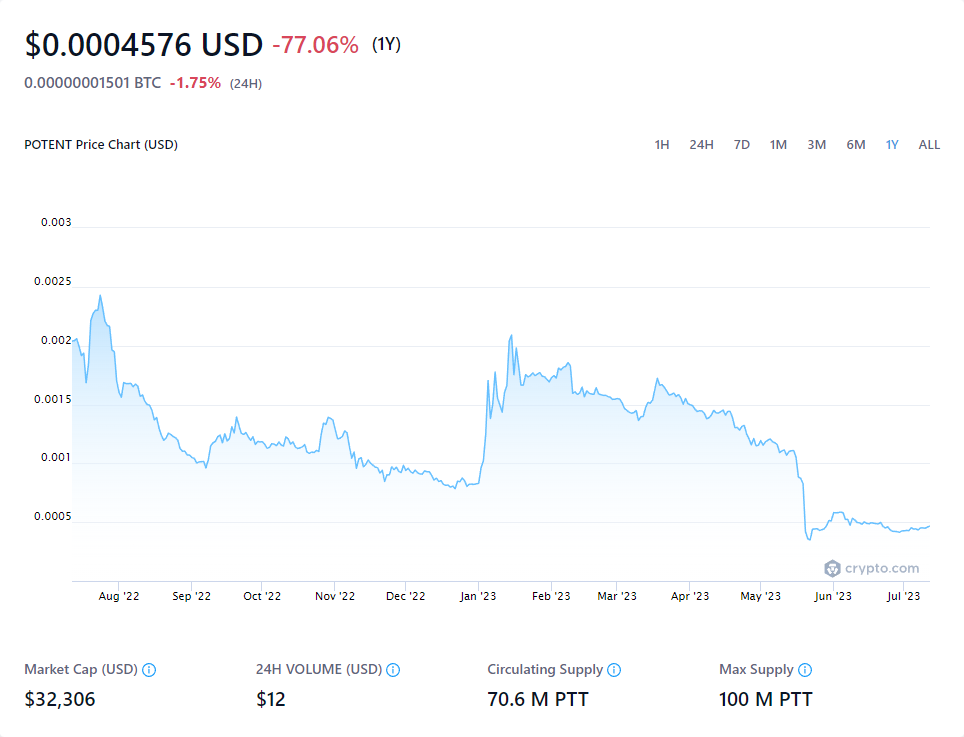 $0.0004576 USD -77.06% (1Y)
0.00000001501 BTC -1.75% (24H)
POTENT Price Chart (USD) 1H 24H 7D 1M 3M 6M 1Y ALL
0.003
0.0025
0.002
0.0015
0.001
0.0005
crypto.com
Aug '22 Sep '22 Oct '22 Nov '22 Dec '22 Jan '23 Feb '23 Mar '23 Apr '23 May '23 Jun '23 Jul '23
Market Cap (USD) 24H VOLUME (USD) Circulating Supply Max Supply
$32,306 $12 70.6 M PTT 100 M PTT